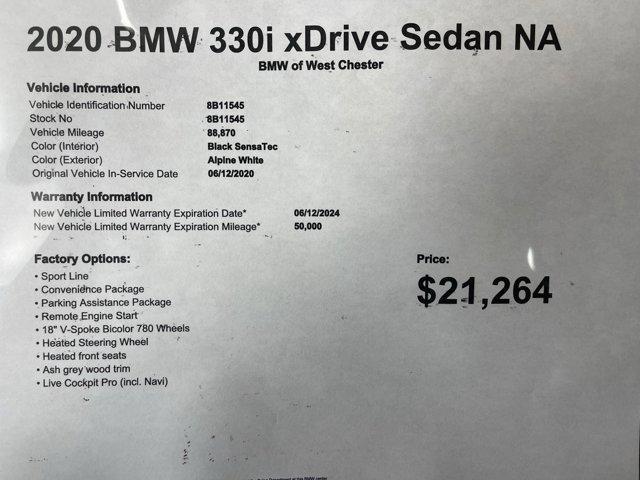 2020 BMW 330i xDrive Sedan NA
BMW of West Chester
Vehicle Information
Vehicle Identification Number 8B11545
Stock No 8B11545
Vehicle Mileage 88,870
Color (Interior) Black SensaTec
Color (Exterior) Alpine White
Original Vehicle In-Service Date 06/12/2020
Warranty Information
New Vehicle Limited Warranty Expiration Date* 06/12/2024
New Vehicle Limited Warranty Expiration Mileage* 50,000
Factory Options:
• Sport Line
• Convenience Package
• Parking Assistance Package
• Remote Engine Start
• 18" V-Spoke Bicolor 780 Wheels
• Heated Steering Wheel
• Heated front seats
• Ash grey wood trim
• Live Cockpit Pro (incl. Navi)
Price:
$21,264